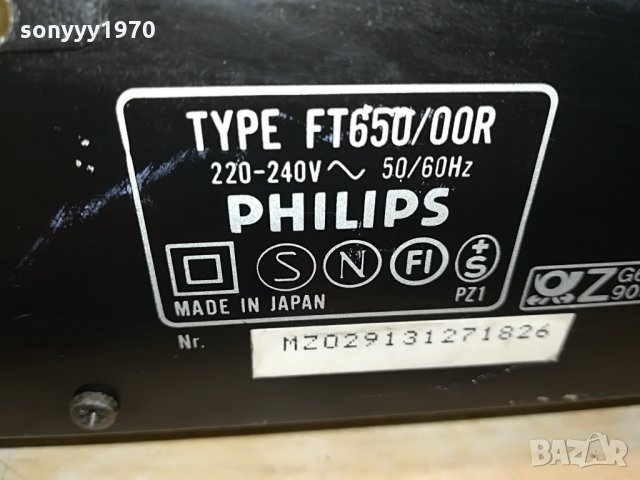 sonyyy1970
TYPE FT650/00R
220-240V ~ 50/60Hz
PHILIPS
S N FI +S
MADE IN JAPAN PZ1
Z
Nr. MZ029131271826
BAZAR